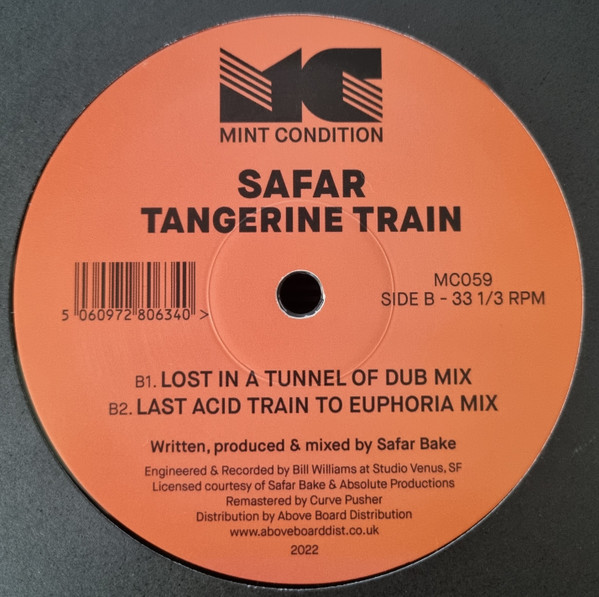 MC
MINT CONDITION
SAFAR
TANGERINE TRAIN
5 060972 806340 >
MC059
SIDE B - 33 1/3 RPM
B1. LOST IN A TUNNEL OF DUB MIX
B2. LAST ACID TRAIN TO EUPHORIA MIX
Written, produced & mixed by Safar Bake
Engineered & Recorded by Bill Williams at Studio Venus, SF
Licensed courtesy of Safar Bake & Absolute Productions
Remastered by Curve Pusher
Distribution by Above Board Distribution
www.aboveboarddist.co.uk
2022